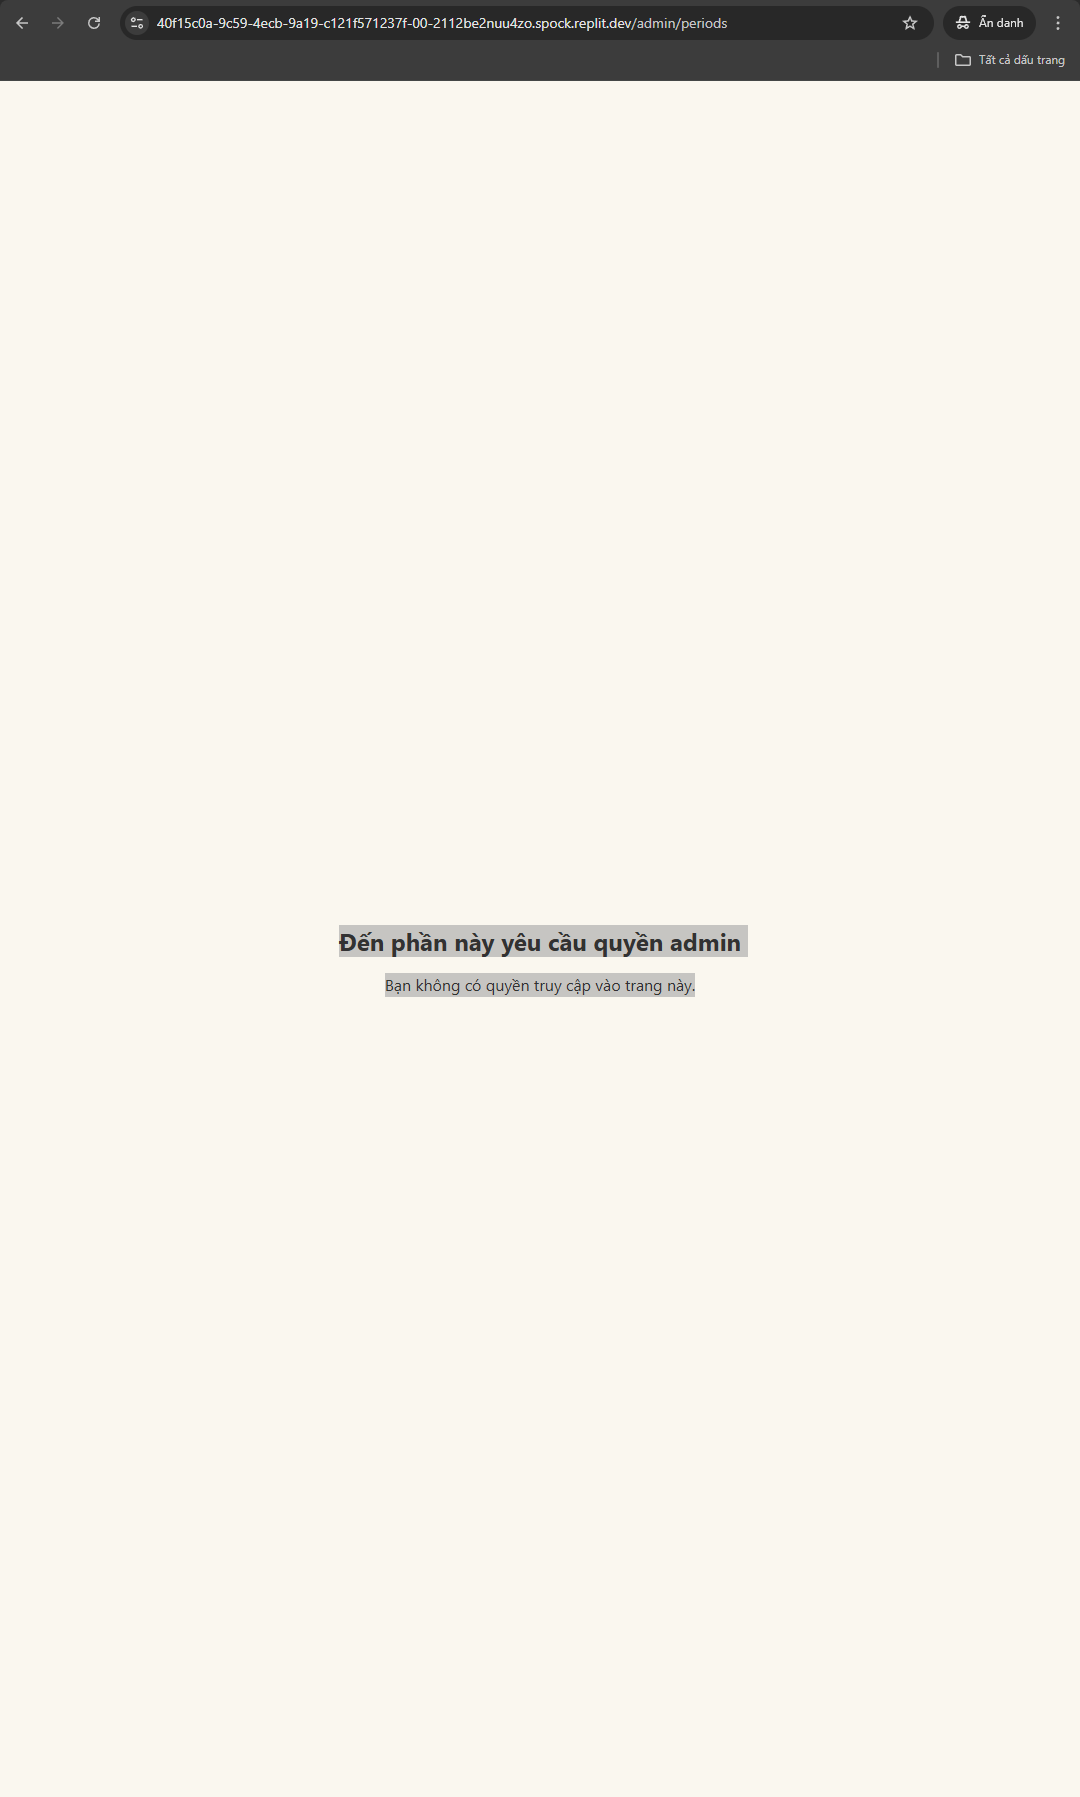 40f15c0a-9c59-4ecb-9a19-c121f571237f-00-2112be2nuu4zo.spock.replit.dev/admin/periods
Ẩn danh
Tất cả dấu trang
Đến phần này yêu cầu quyền admin
Bạn không có quyền truy cập vào trang này.